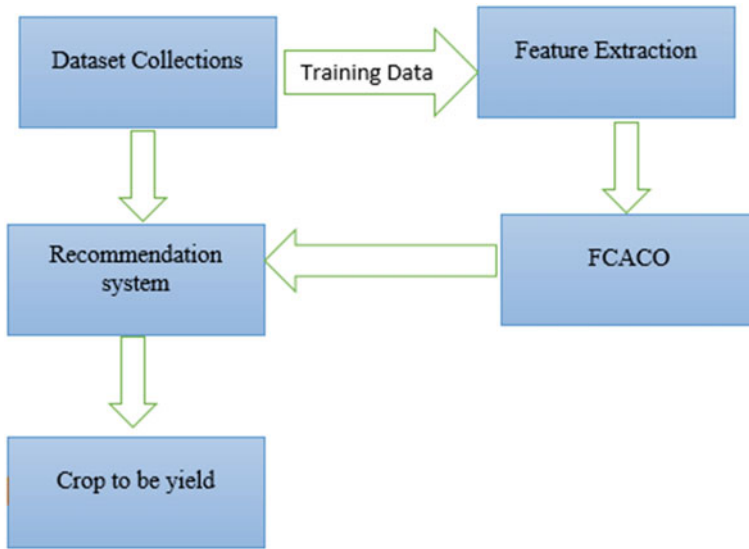 Dataset Collections
Training Data
Feature Extraction
Recommendation
system
FCACO
Crop to be yield